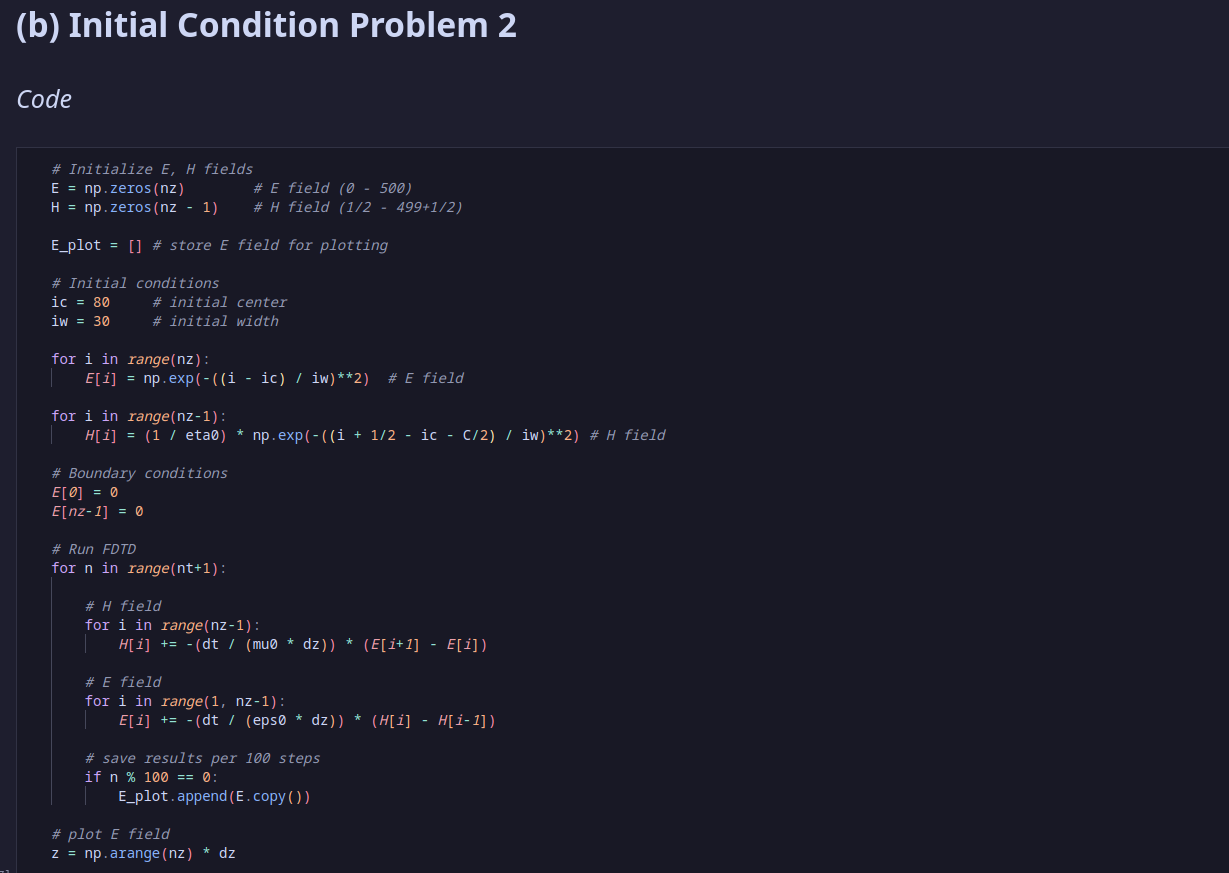 (b) Initial Condition Problem 2
Code
# Initialize E, H fields
E = np.zeros(nz)        # E field (0 - 500)
H = np.zeros(nz - 1)    # H field (1/2 - 499+1/2)
E_plot = [] # store E field for plotting
# Initial conditions
ic = 80     # initial center
iw = 30     # initial width
for i in range(nz):
    E[i] = np.exp(-((i - ic) / iw)**2)  # E field
for i in range(nz-1):
    H[i] = (1 / eta0) * np.exp(-((i + 1/2 - ic - C/2) / iw)**2) # H field
# Boundary conditions
E[0] = 0
E[nz-1] = 0
# Run FDTD
for n in range(nt+1):
    # H field
    for i in range(nz-1):
        H[i] += -(dt / (mu0 * dz)) * (E[i+1] - E[i])
    # E field
    for i in range(1, nz-1):
        E[i] += -(dt / (eps0 * dz)) * (H[i] - H[i-1])
    # save results per 100 steps
    if n % 100 == 0:
        E_plot.append(E.copy())
# plot E field
z = np.arange(nz) * dz